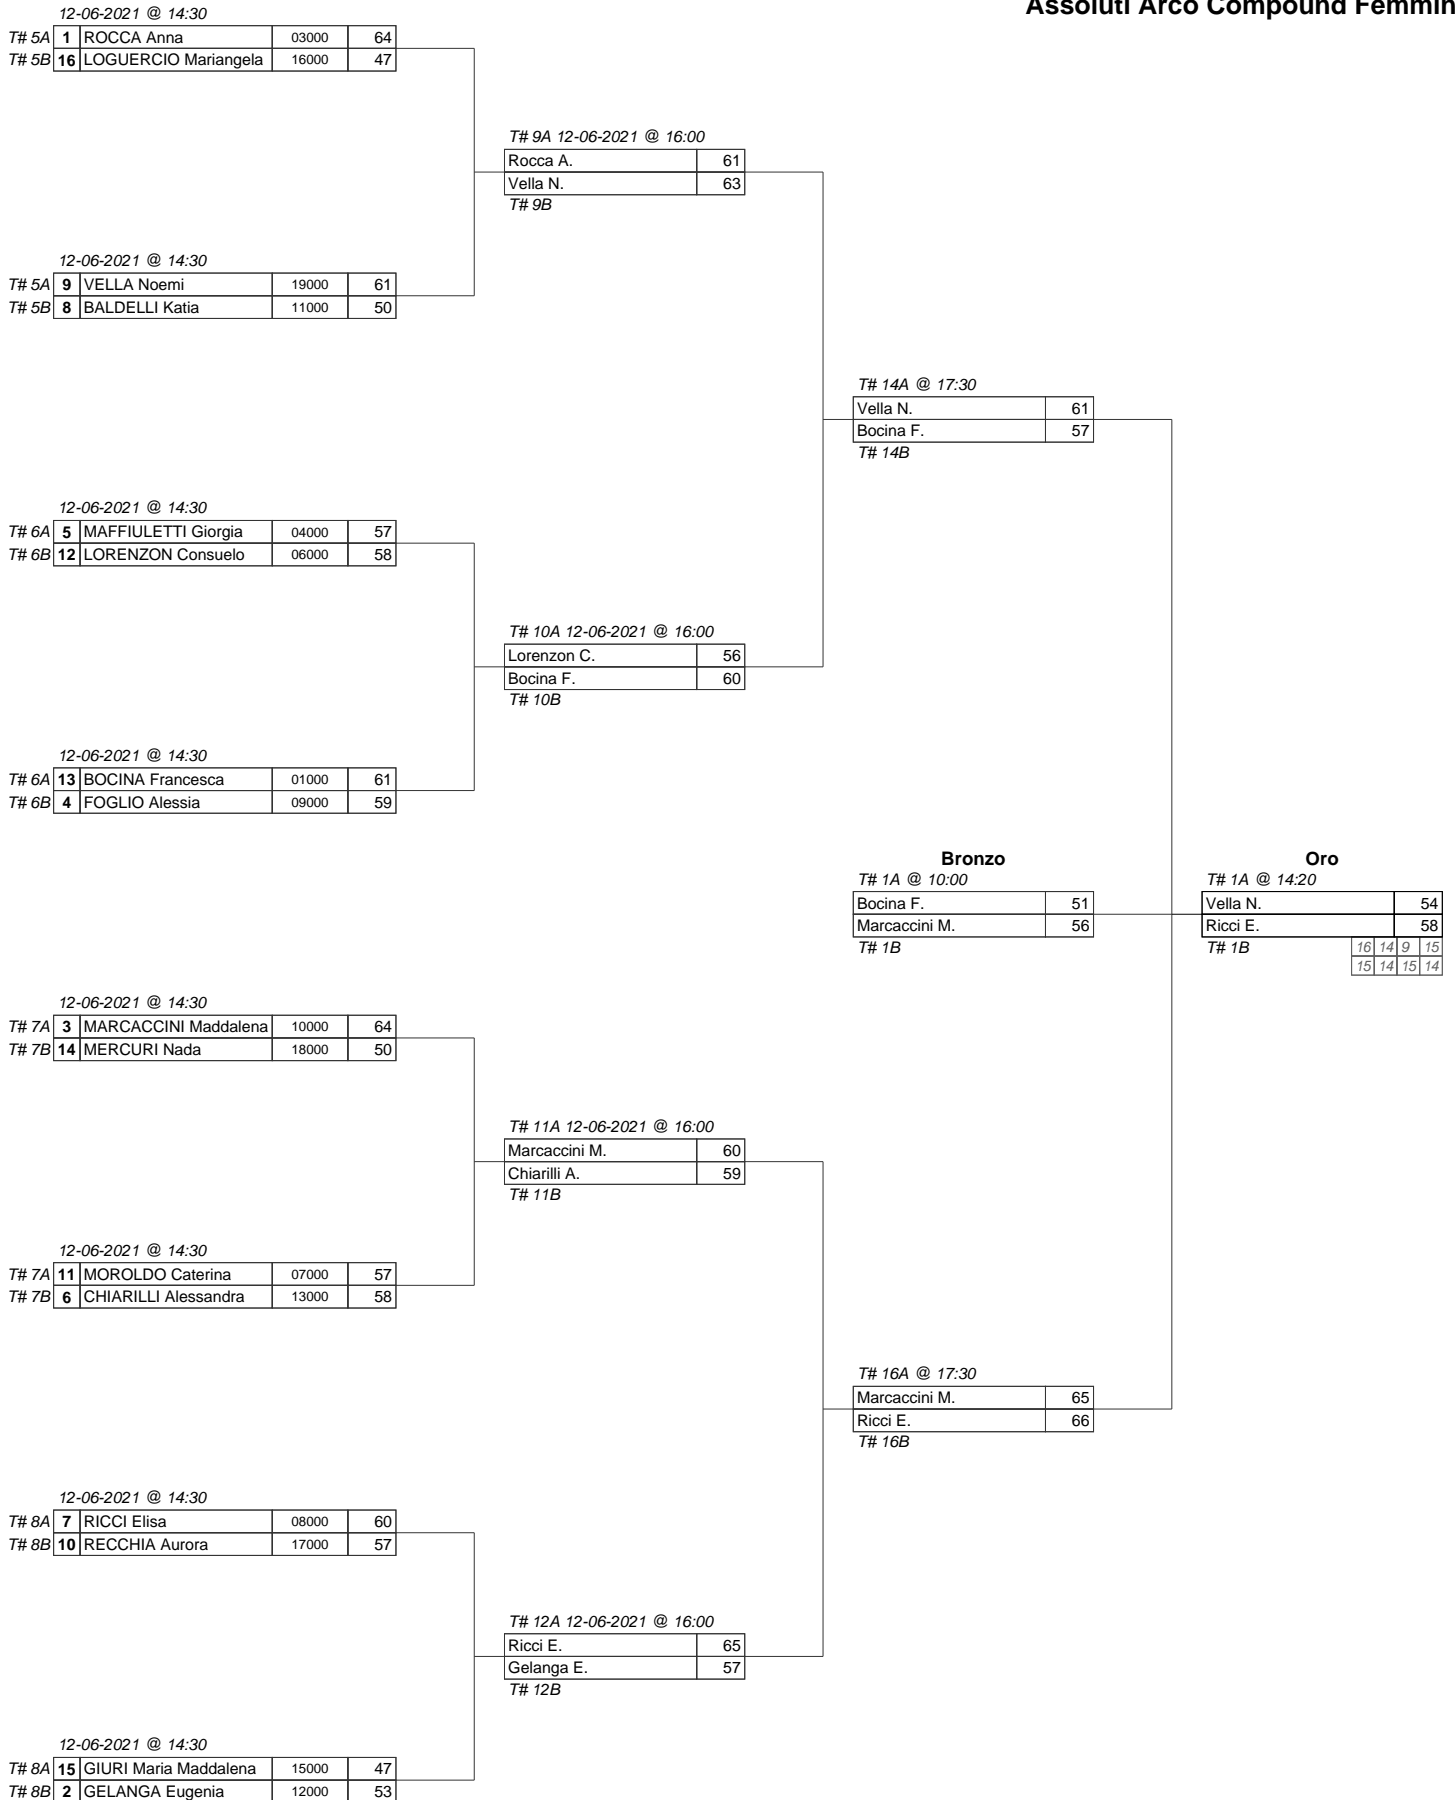 Assoluti Arco Compound Femmin
12-06-2021 @ 14:30
T# 5A 1 ROCCA Anna 03000 64
T# 5B 16 LOGUERCIO Mariangela 16000 47
T# 9A 12-06-2021 @ 16:00
Rocca A. 61
Vella N. 63
T# 9B
12-06-2021 @ 14:30
T# 5A 9 VELLA Noemi 19000 61
T# 5B 8 BALDELLI Katia 11000 50
T# 14A @ 17:30
Vella N. 61
Bocina F. 57
T# 14B
12-06-2021 @ 14:30
T# 6A 5 MAFFIULETTI Giorgia 04000 57
T# 6B 12 LORENZON Consuelo 06000 58
T# 10A 12-06-2021 @ 16:00
Lorenzon C. 56
Bocina F. 60
T# 10B
12-06-2021 @ 14:30
T# 6A 13 BOCINA Francesca 01000 61
T# 6B 4 FOGLIO Alessia 09000 59
Bronzo
T# 1A @ 10:00
Bocina F. 51
Marcaccini M. 56
T# 1B
Oro
T# 1A @ 14:20
Vella N. 54
Ricci E. 58
T# 1B 16 14 9 15
15 14 15 14
12-06-2021 @ 14:30
T# 7A 3 MARCACCINI Maddalena 10000 64
T# 7B 14 MERCURI Nada 18000 50
T# 11A 12-06-2021 @ 16:00
Marcaccini M. 60
Chiarilli A. 59
T# 11B
12-06-2021 @ 14:30
T# 7A 11 MOROLDO Caterina 07000 57
T# 7B 6 CHIARILLI Alessandra 13000 58
T# 16A @ 17:30
Marcaccini M. 65
Ricci E. 66
T# 16B
12-06-2021 @ 14:30
T# 8A 7 RICCI Elisa 08000 60
T# 8B 10 RECCHIA Aurora 17000 57
T# 12A 12-06-2021 @ 16:00
Ricci E. 65
Gelanga E. 57
T# 12B
12-06-2021 @ 14:30
T# 8A 15 GIURI Maria Maddalena 15000 47
T# 8B 2 GELANGA Eugenia 12000 53